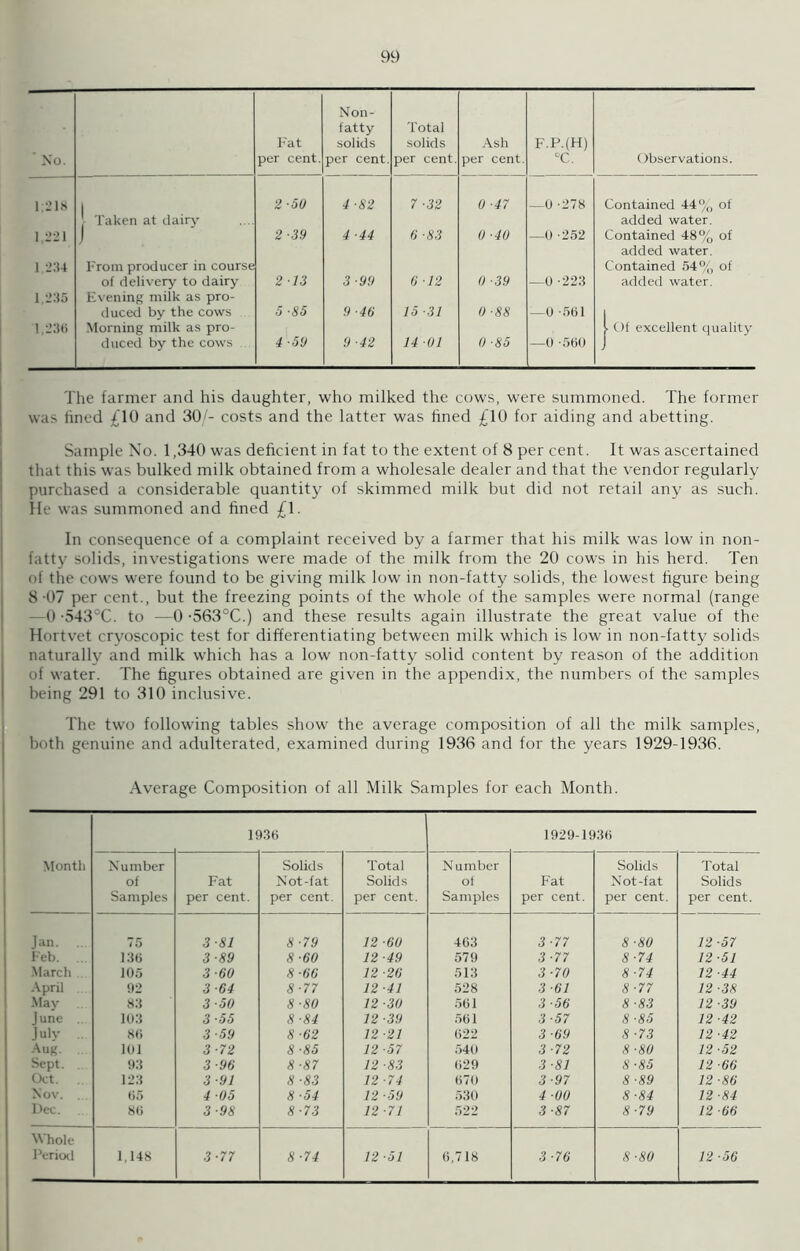 99
No. | | Fat per cent. | Non-fatty solids per cent. | Total solids per cent. | Ash per cent. | F.P.(H) °C. | Observations.
1,218 | Taken at dairy .... | 2·50 | 4·82 | 7·32 | 0·47 | —0·278 | Contained 44% of added water.
1,221 | | 2·39 | 4·44 | 6·83 | 0·40 | —0·252 | Contained 48% of added water.
1,234 | From producer in course of delivery to dairy | 2·13 | 3·99 | 6·12 | 0·39 | —0·223 | Contained 54% of added water.
1,235 | Evening milk as produced by the cows | 5·85 | 9·46 | 15·31 | 0·88 | —0·561 | Of excellent quality
1,236 | Morning milk as produced by the cows | 4·59 | 9·42 | 14·01 | 0·85 | —0·560 |
The farmer and his daughter, who milked the cows, were summoned. The former
was fined £10 and 30/- costs and the latter was fined £10 for aiding and abetting.
Sample No. 1,340 was deficient in fat to the extent of 8 per cent. It was ascertained
that this was bulked milk obtained from a wholesale dealer and that the vendor regularly
purchased a considerable quantity of skimmed milk but did not retail any as such.
He was summoned and fined £1.
In consequence of a complaint received by a farmer that his milk was low in non-
fatty solids, investigations were made of the milk from the 20 cows in his herd. Ten
of the cows were found to be giving milk low in non-fatty solids, the lowest figure being
8·07 per cent., but the freezing points of the whole of the samples were normal (range
—0·543°C. to —0·563°C.) and these results again illustrate the great value of the
Hortvet cryoscopic test for differentiating between milk which is low in non-fatty solids
naturally and milk which has a low non-fatty solid content by reason of the addition
of water. The figures obtained are given in the appendix, the numbers of the samples
being 291 to 310 inclusive.
The two following tables show the average composition of all the milk samples,
both genuine and adulterated, examined during 1936 and for the years 1929-1936.
Average Composition of all Milk Samples for each Month.
| 1936 | 1929-1936
Month | Number of Samples | Fat per cent. | Solids Not-fat per cent. | Total Solids per cent. | Number of Samples | Fat per cent. | Solids Not-fat per cent. | Total Solids per cent.
Jan. ... | 75 | 3·81 | 8·79 | 12·60 | 463 | 3·77 | 8·80 | 12·57
Feb. ... | 136 | 3·89 | 8·60 | 12·49 | 579 | 3·77 | 8·74 | 12·51
March ... | 105 | 3·60 | 8·66 | 12·26 | 513 | 3·70 | 8·74 | 12·44
April ... | 92 | 3·64 | 8·77 | 12·41 | 528 | 3·61 | 8·77 | 12·38
May ... | 83 | 3·50 | 8·80 | 12·30 | 561 | 3·56 | 8·83 | 12·39
June ... | 103 | 3·55 | 8·84 | 12·39 | 561 | 3·57 | 8·85 | 12·42
July ... | 86 | 3·59 | 8·62 | 12·21 | 622 | 3·69 | 8·73 | 12·42
Aug. ... | 101 | 3·72 | 8·85 | 12·57 | 540 | 3·72 | 8·80 | 12·52
Sept. ... | 93 | 3·96 | 8·87 | 12·83 | 629 | 3·81 | 8·85 | 12·66
Oct. ... | 123 | 3·91 | 8·83 | 12·74 | 670 | 3·97 | 8·89 | 12·86
Nov. ... | 65 | 4·05 | 8·54 | 12·59 | 530 | 4·00 | 8·84 | 12·84
Dec. ... | 86 | 3·98 | 8·73 | 12·71 | 522 | 3·87 | 8·79 | 12·66
Whole Period | 1,148 | 3·77 | 8·74 | 12·51 | 6,718 | 3·76 | 8·80 | 12·56